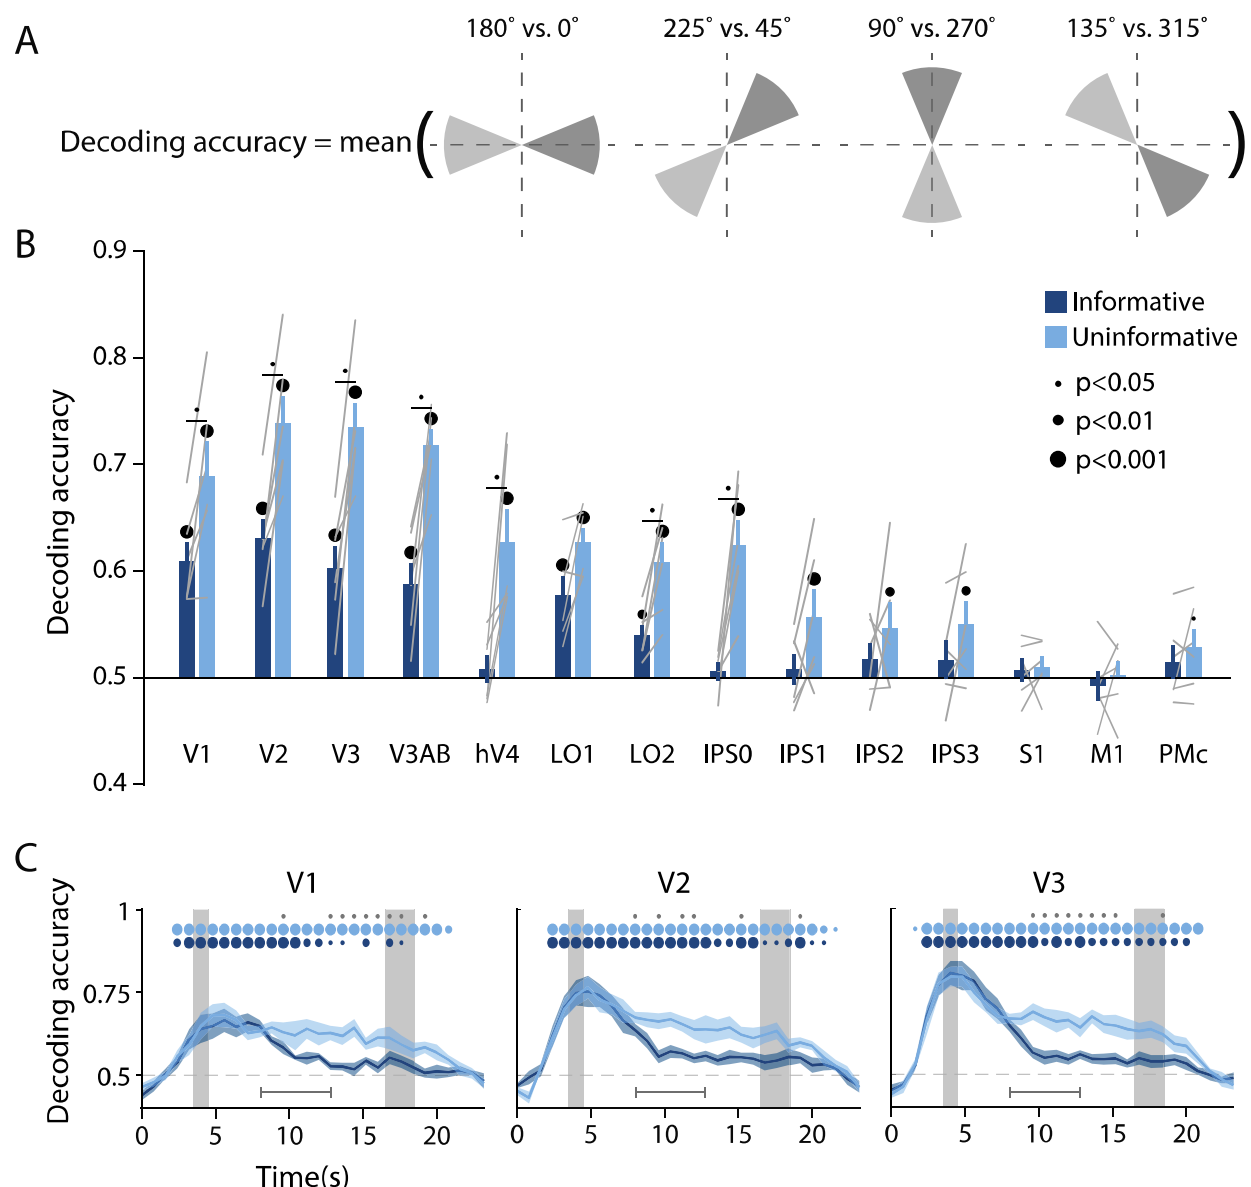 A
180° vs. 0°
225° vs. 45°
90° vs. 270°
135° vs. 315°
Decoding accuracy = mean ( )
B
Decoding accuracy
0.9
0.8
0.7
0.6
0.5
0.4
Informative
Uninformative
p<0.05
p<0.01
p<0.001
V1 V2 V3 V3AB hV4 LO1 LO2 IPS0 IPS1 IPS2 IPS3 S1 M1 PMc
C
Decoding accuracy
V1
V2
V3
1
0.75
0.5
0 5 10 15 20
0 5 10 15 20
0 5 10 15 20
Time(s)